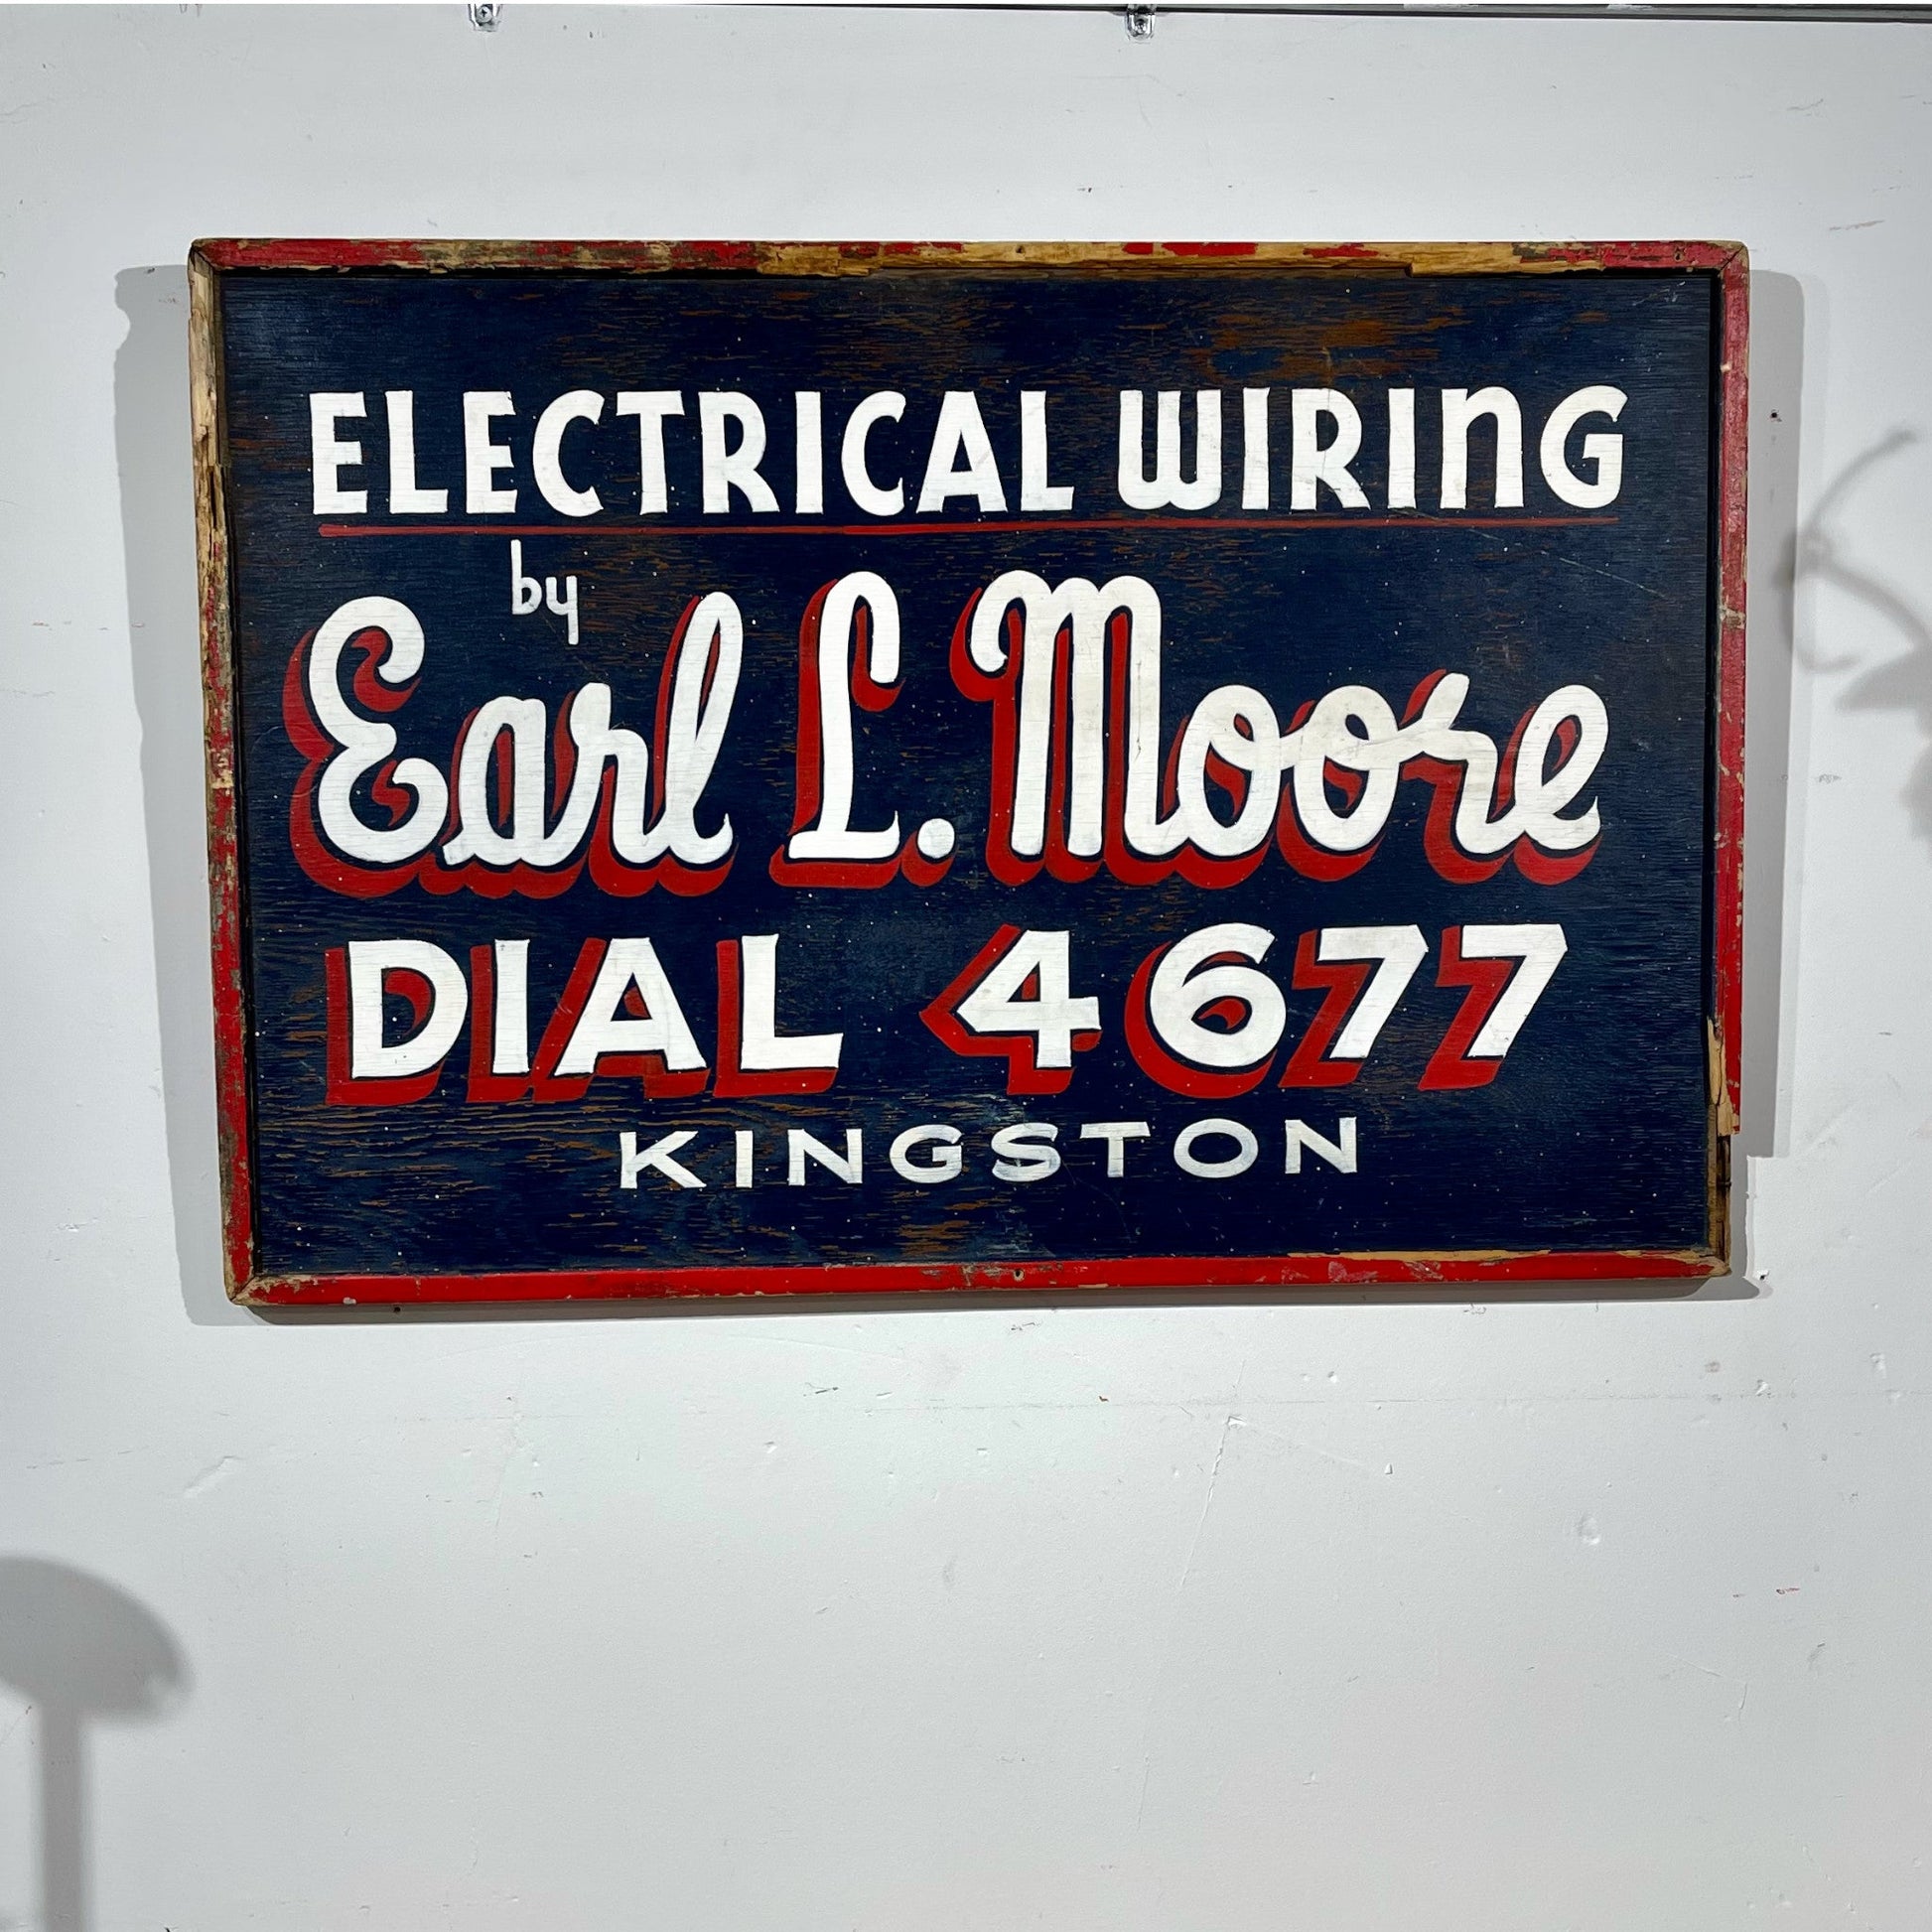 ELECTRICAL WIRING
by
Earl L. Moore
DIAL 4677
KINGSTON